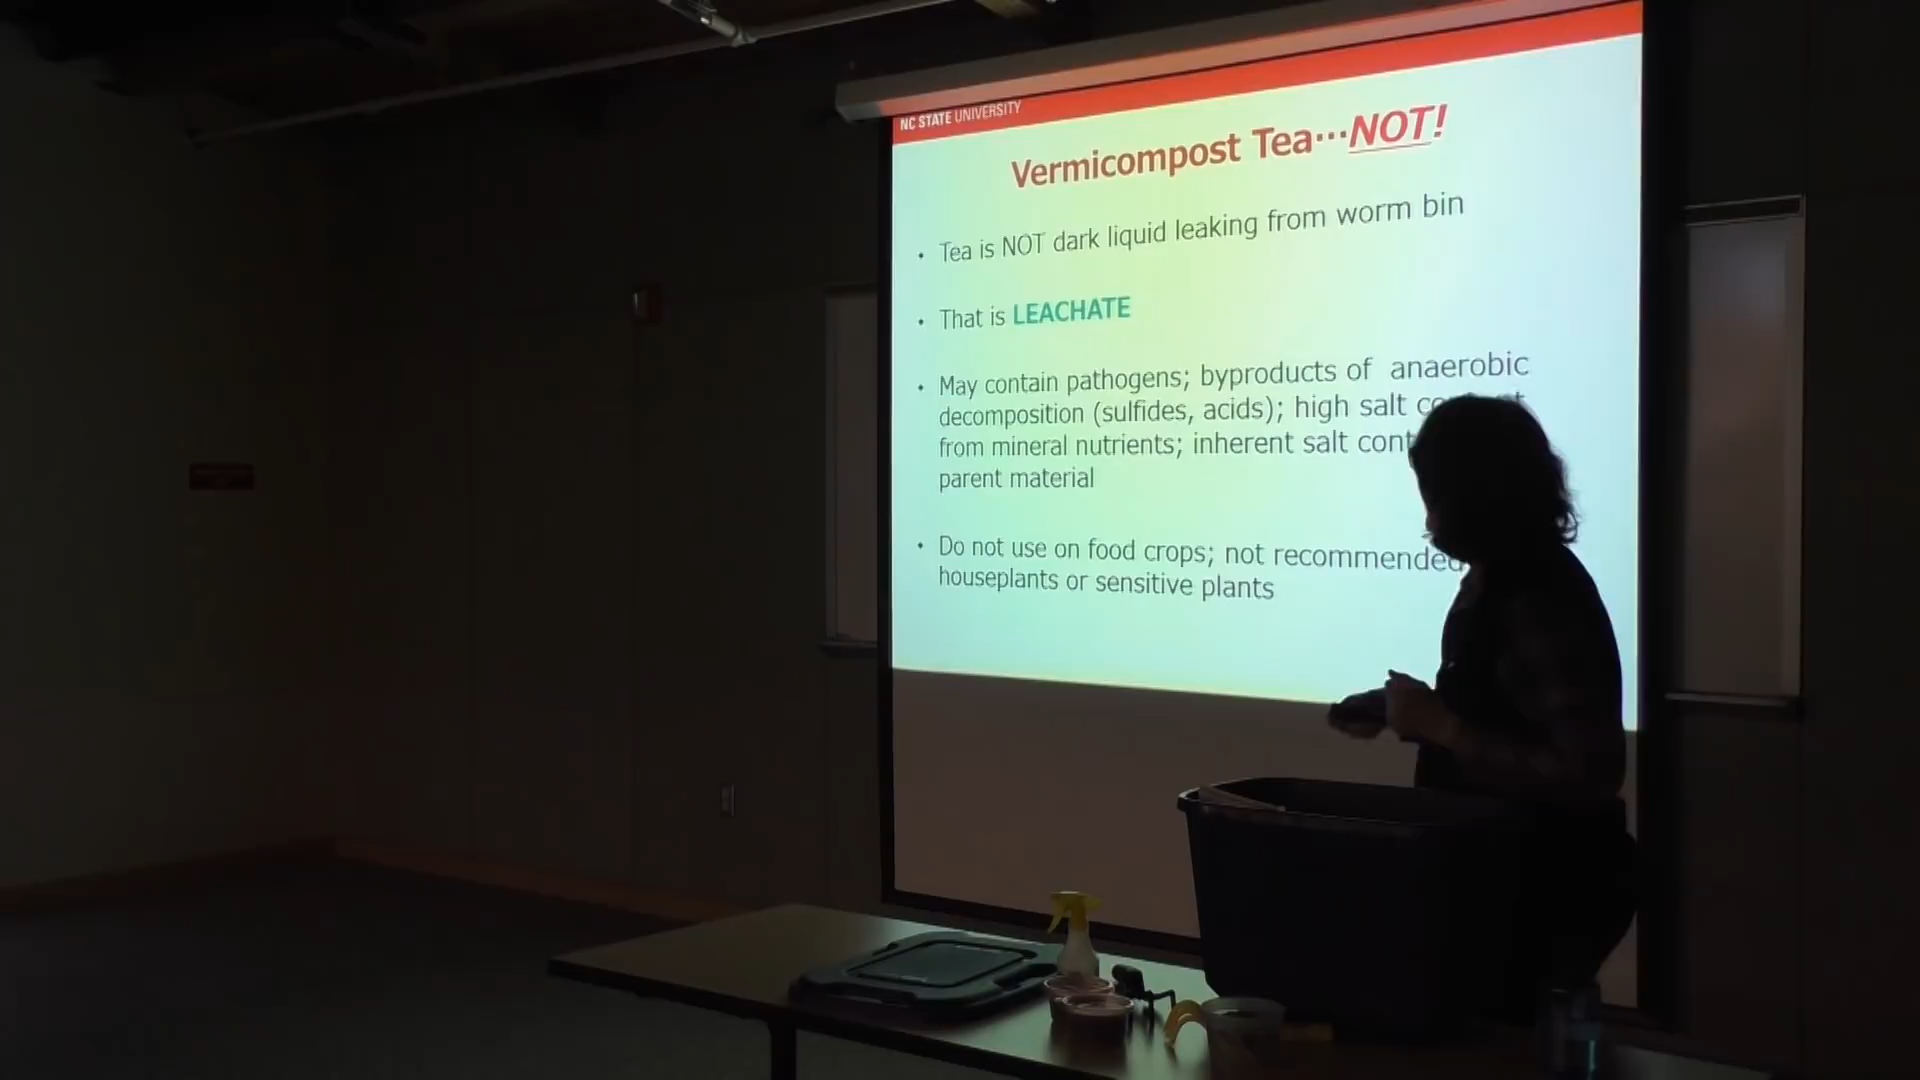 NC STATE UNIVERSITY
Vermicompost Tea...NOT!
• Tea is NOT dark liquid leaking from worm bin
• That is LEACHATE
• May contain pathogens; byproducts of anaerobic
decomposition (sulfides, acids); high salt
from mineral nutrients; inherent salt
parent material
• Do not use on food crops; not recommended
houseplants or sensitive plants